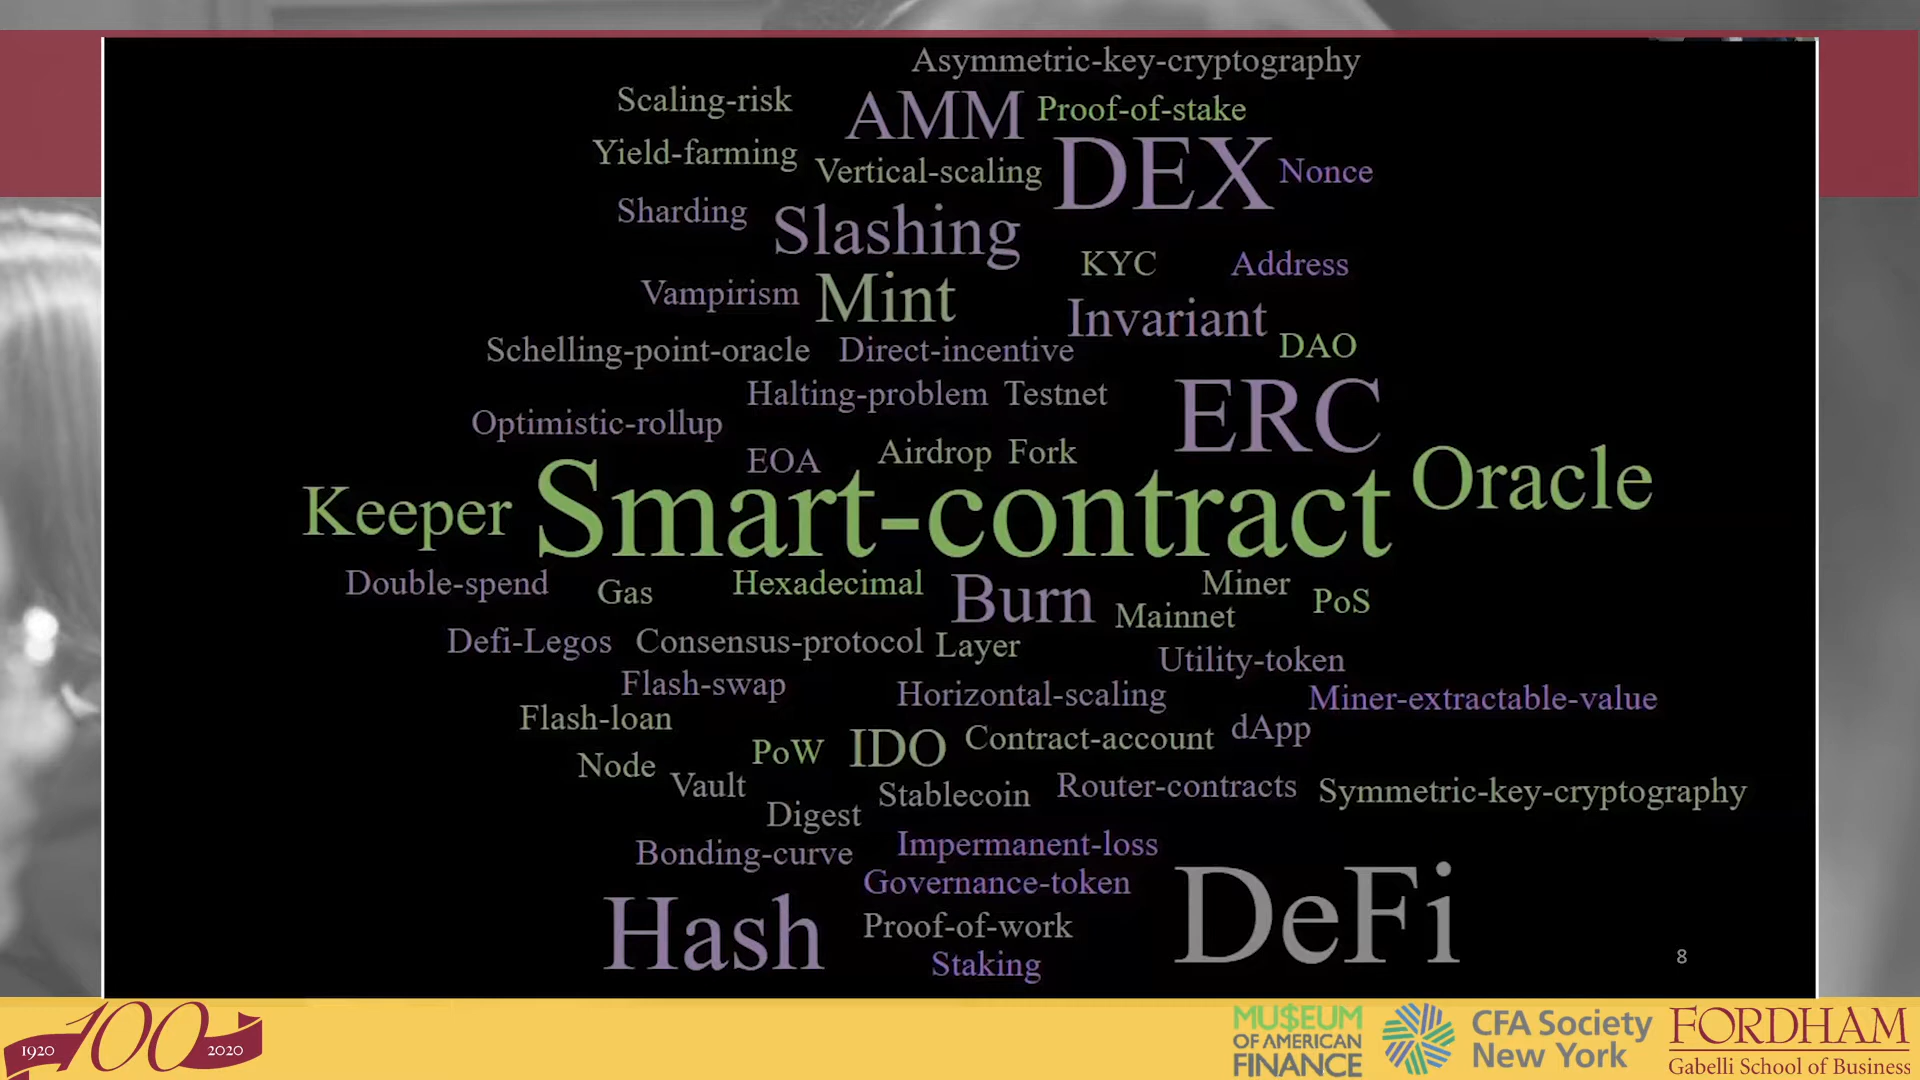 Asymmetric-key-cryptography
Scaling-risk
AMM
Proof-of-stake
Yield-farming
Vertical-scaling
DEX
Nonce
Sharding
Slashing
KYC
Address
Vampirism
Mint
Invariant
Schelling-point-oracle
Direct-incentive
DAO
Halting-problem
Testnet
ERC
Optimistic-rollup
EOA
Airdrop
Fork
Keeper
Smart-contract
Oracle
Double-spend
Gas
Hexadecimal
Burn
Miner
Mainnet
PoS
Defi-Legos
Consensus-protocol
Layer
Utility-token
Flash-swap
Horizontal-scaling
Miner-extractable-value
Flash-loan
Node
PoW
IDO
Contract-account
dApp
Vault
Digest
Stablecoin
Router-contracts
Symmetric-key-cryptography
Bonding-curve
Impermanent-loss
Governance-token
Hash
Proof-of-work
Staking
DeFi
8
1920 100 2020
MU$EUM
OF AMERICAN
FINANCE
CFA Society
New York
FORDHAM
Gabelli School of Business